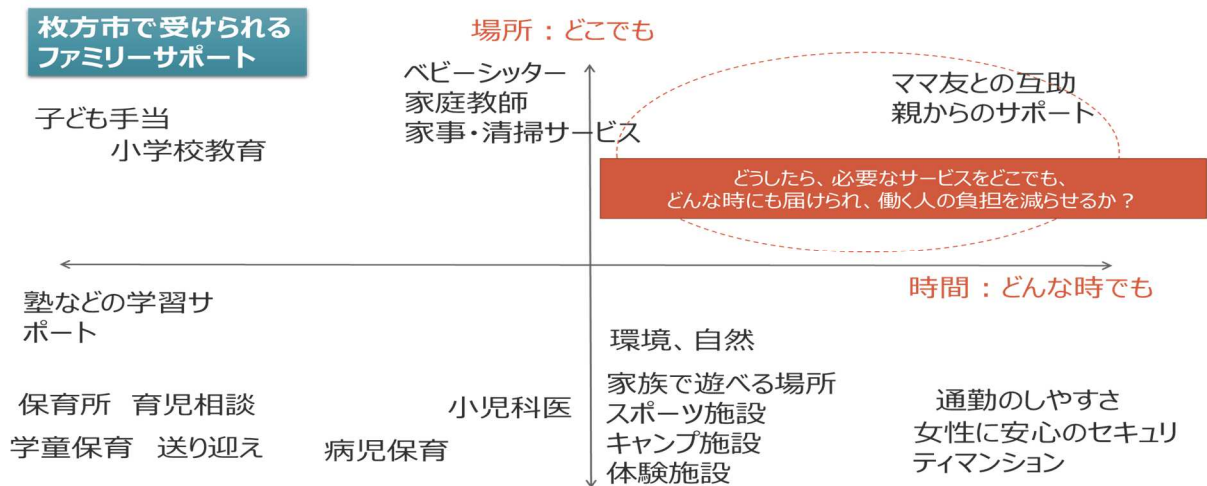 枚方市で受けられる
ファミリーサポート
場所：どこでも
ベビーシッター
家庭教師
家事・清掃サービス
ママ友との互助
親からのサポート
子ども手当
小学校教育
どうしたら、必要なサービスをどこでも、
どんな時にも届けられ、働く人の負担を減らせるか？
時間：どんな時でも
塾などの学習サ
ポート
環境、自然
家族で遊べる場所
スポーツ施設
キャンプ施設
体験施設
保育所 育児相談
小児科医
学童保育 送り迎え
病児保育
通勤のしやすさ
女性に安心のセキュリ
ティマンション